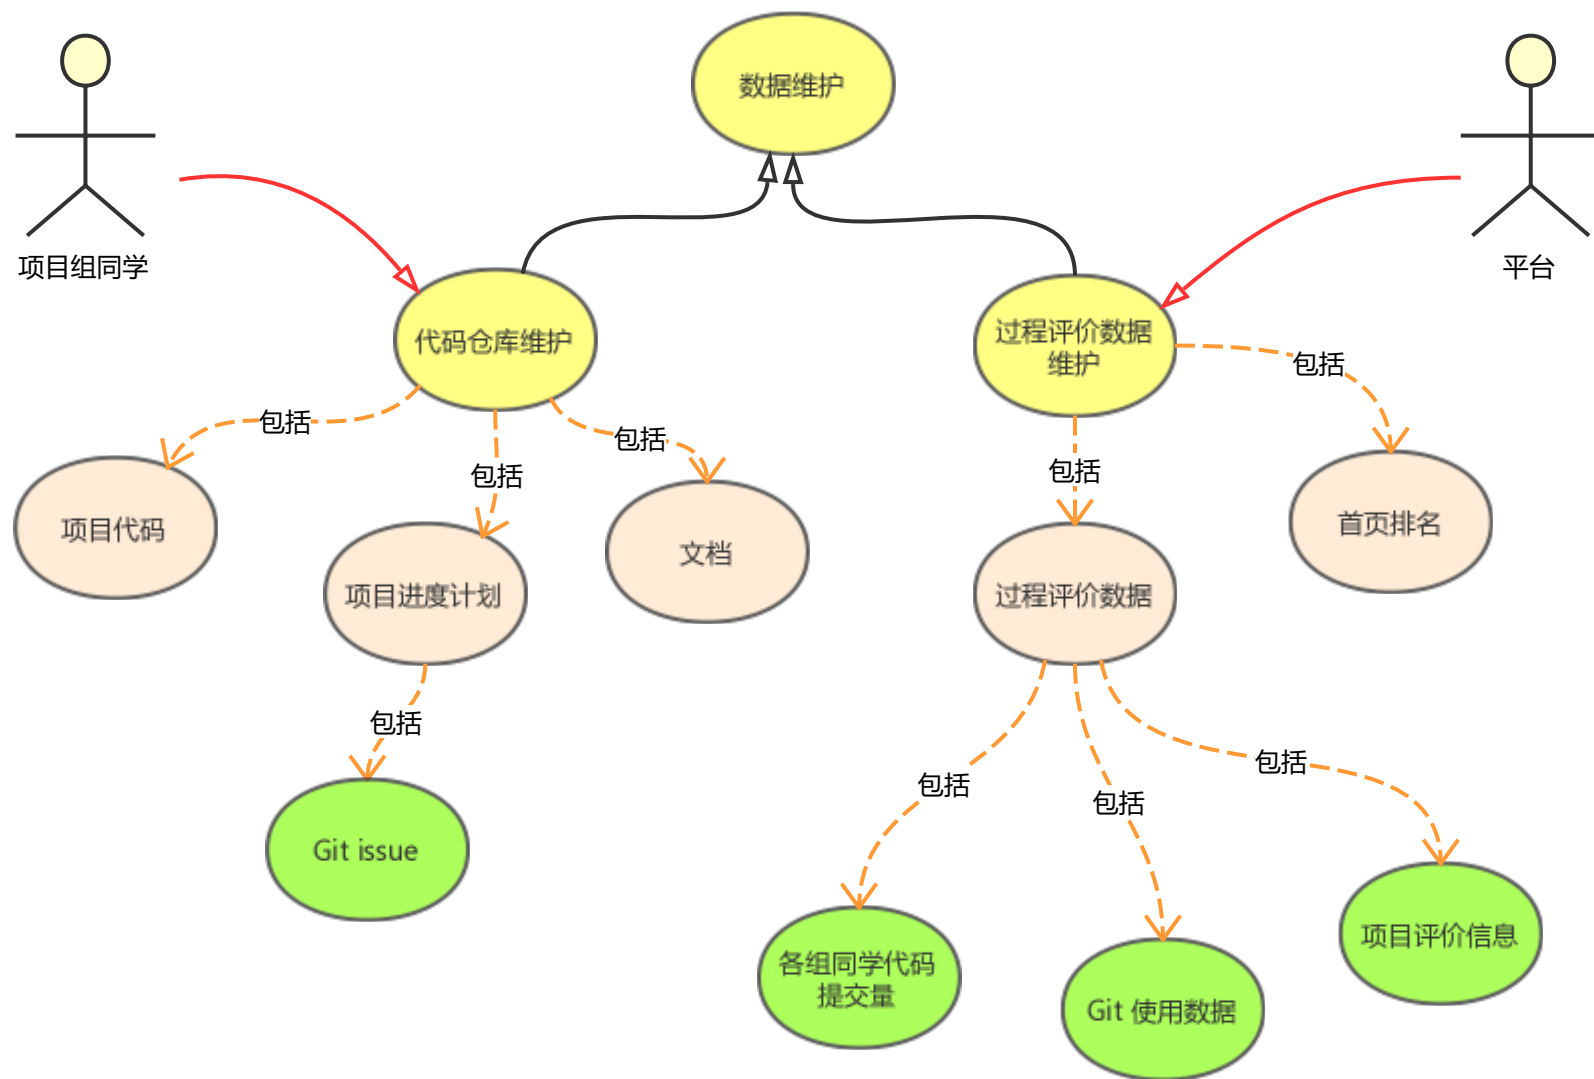 数据维护
项目组同学
平台
代码仓库维护
过程评价数据
维护
包括
包括
包括
包括
包括
项目代码
项目进度计划
文档
过程评价数据
首页排名
包括
包括
包括
包括
Git issue
各组同学代码
提交量
Git 使用数据
项目评价信息